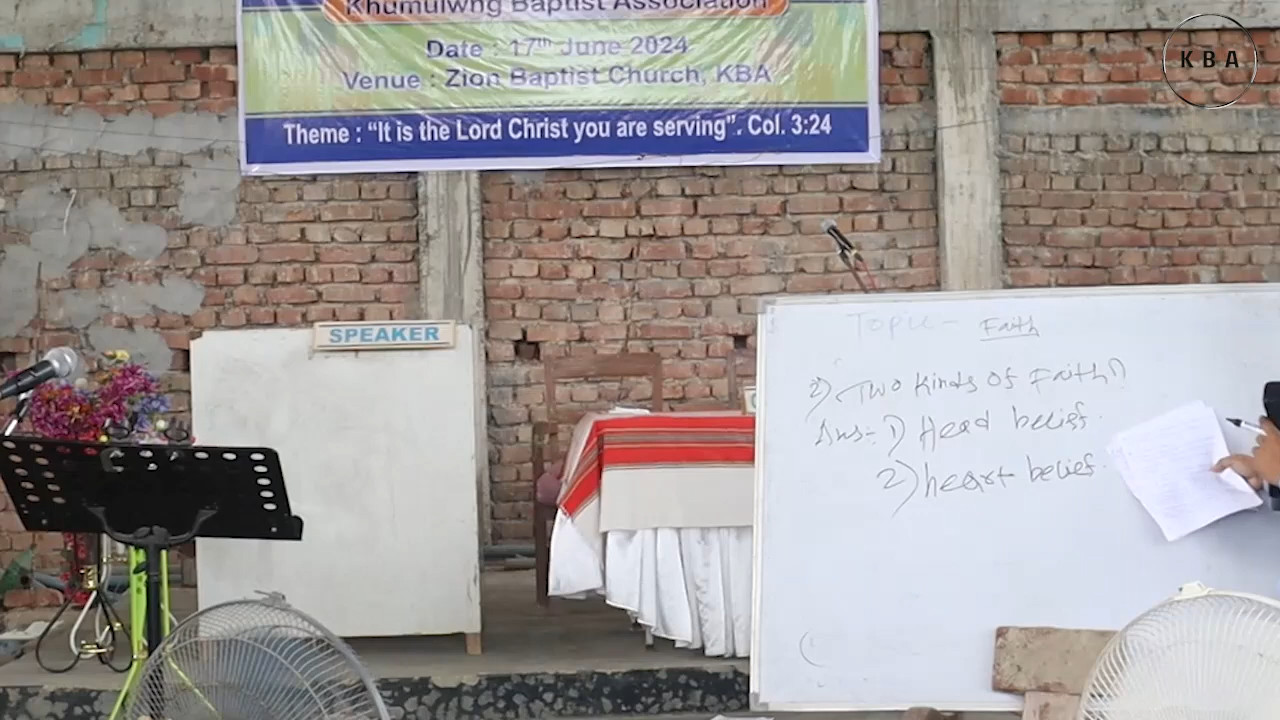 Khumulwng Baptist Association
Date : 17th June 2024
Venue : Zion Baptist Church, KBA
Theme : “It is the Lord Christ you are serving”. Col. 3:24
KBA
SPEAKER
Topic - Faith
2) Two kinds of Faith?
Ans:- 1) Head belief.
2) heart belief.